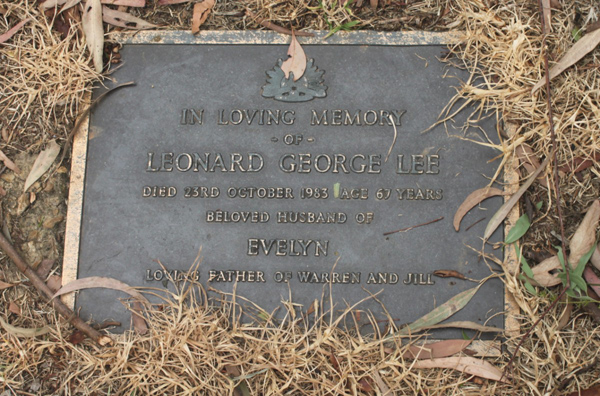 IN LOVING MEMORY
- OF -
LEONARD GEORGE LEE
DIED 23RD OCTOBER 1983 AGE 67 YEARS
BELOVED HUSBAND OF
EVELYN
LOVING FATHER OF WARREN AND JILL